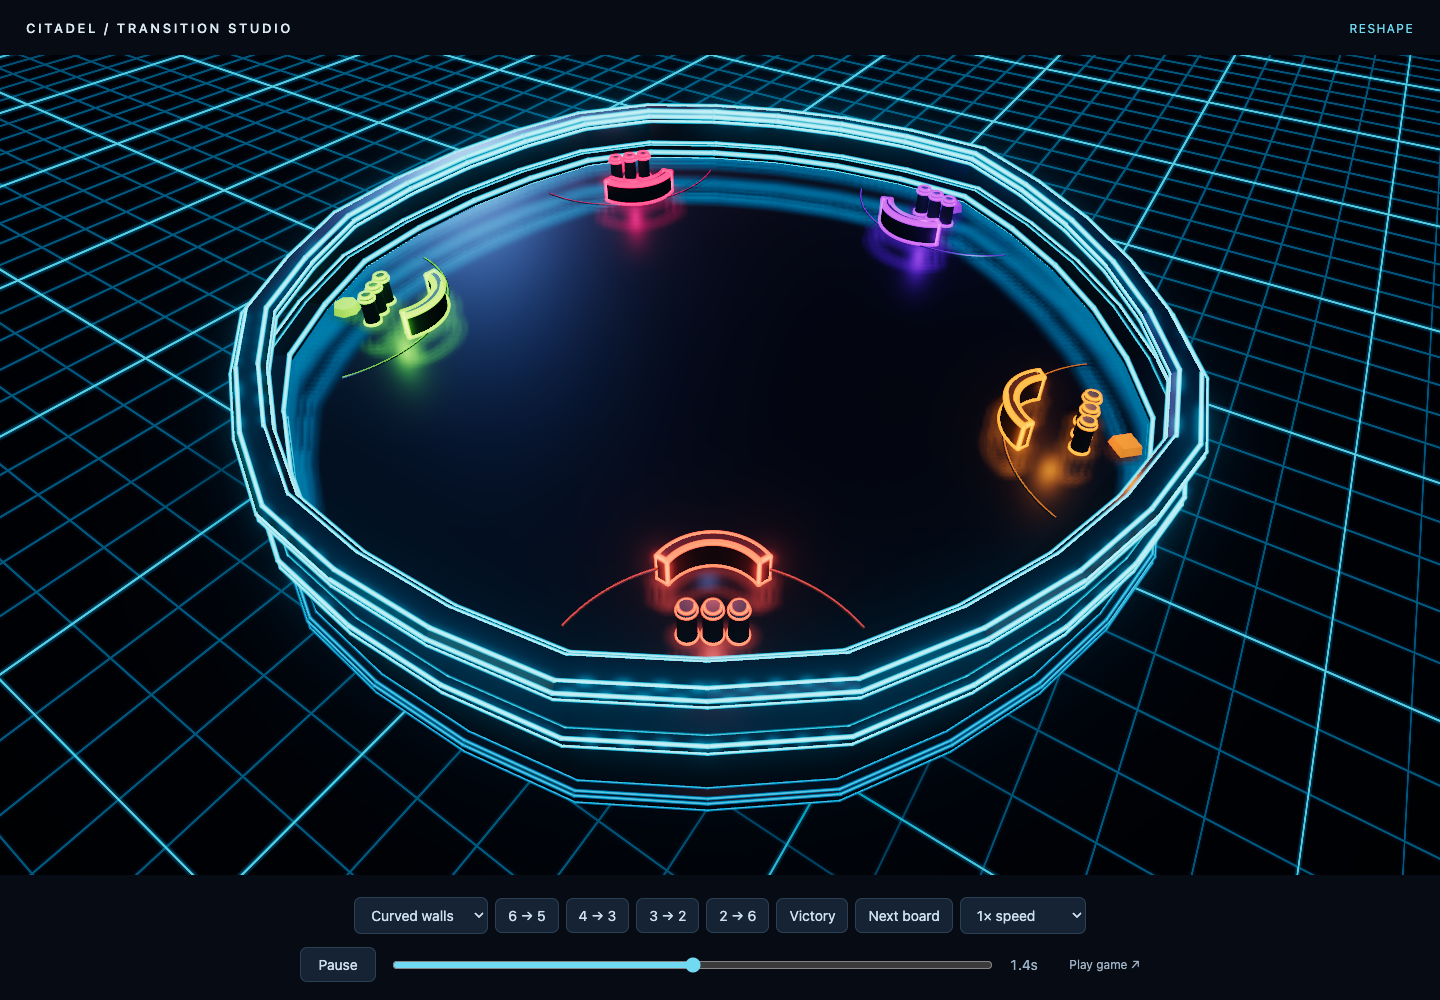 CITADEL / TRANSITION STUDIO
RESHAPE
Curved walls
6 → 5
4 → 3
3 → 2
2 → 6
Victory
Next board
1× speed
Pause
1.4s
Play game ↗